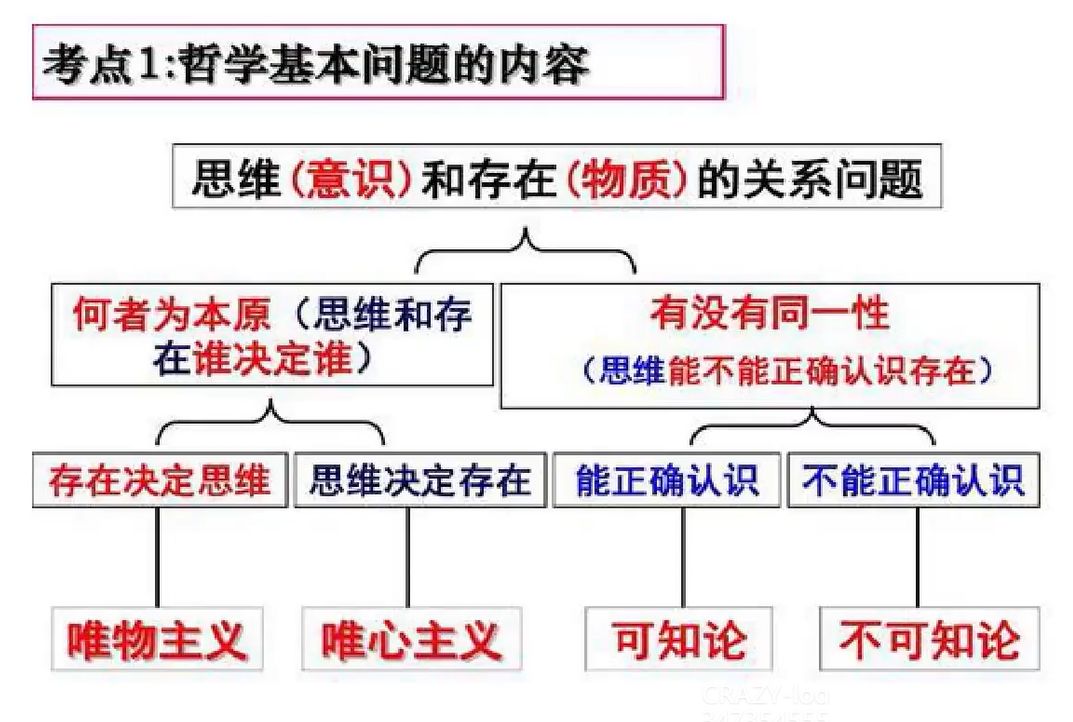 考点1:哲学基本问题的内容
思维(意识)和存在(物质)的关系问题
何者为本原（思维和存
在谁决定谁）
有没有同一性
（思维能不能正确认识存在）
存在决定思维
思维决定存在
能正确认识
不能正确认识
唯物主义
唯心主义
可知论
不可知论